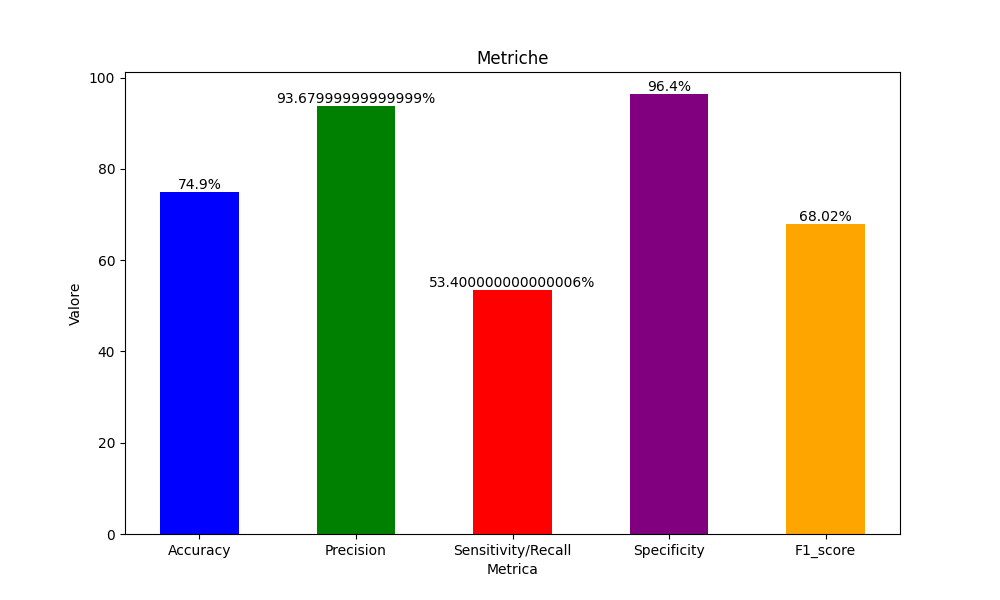 Metriche
100
80
60
40
20
0
Valore
74.9%
93.67999999999999%
53.400000000000006%
96.4%
68.02%
Accuracy
Precision
Sensitivity/Recall
Specificity
F1_score
Metrica